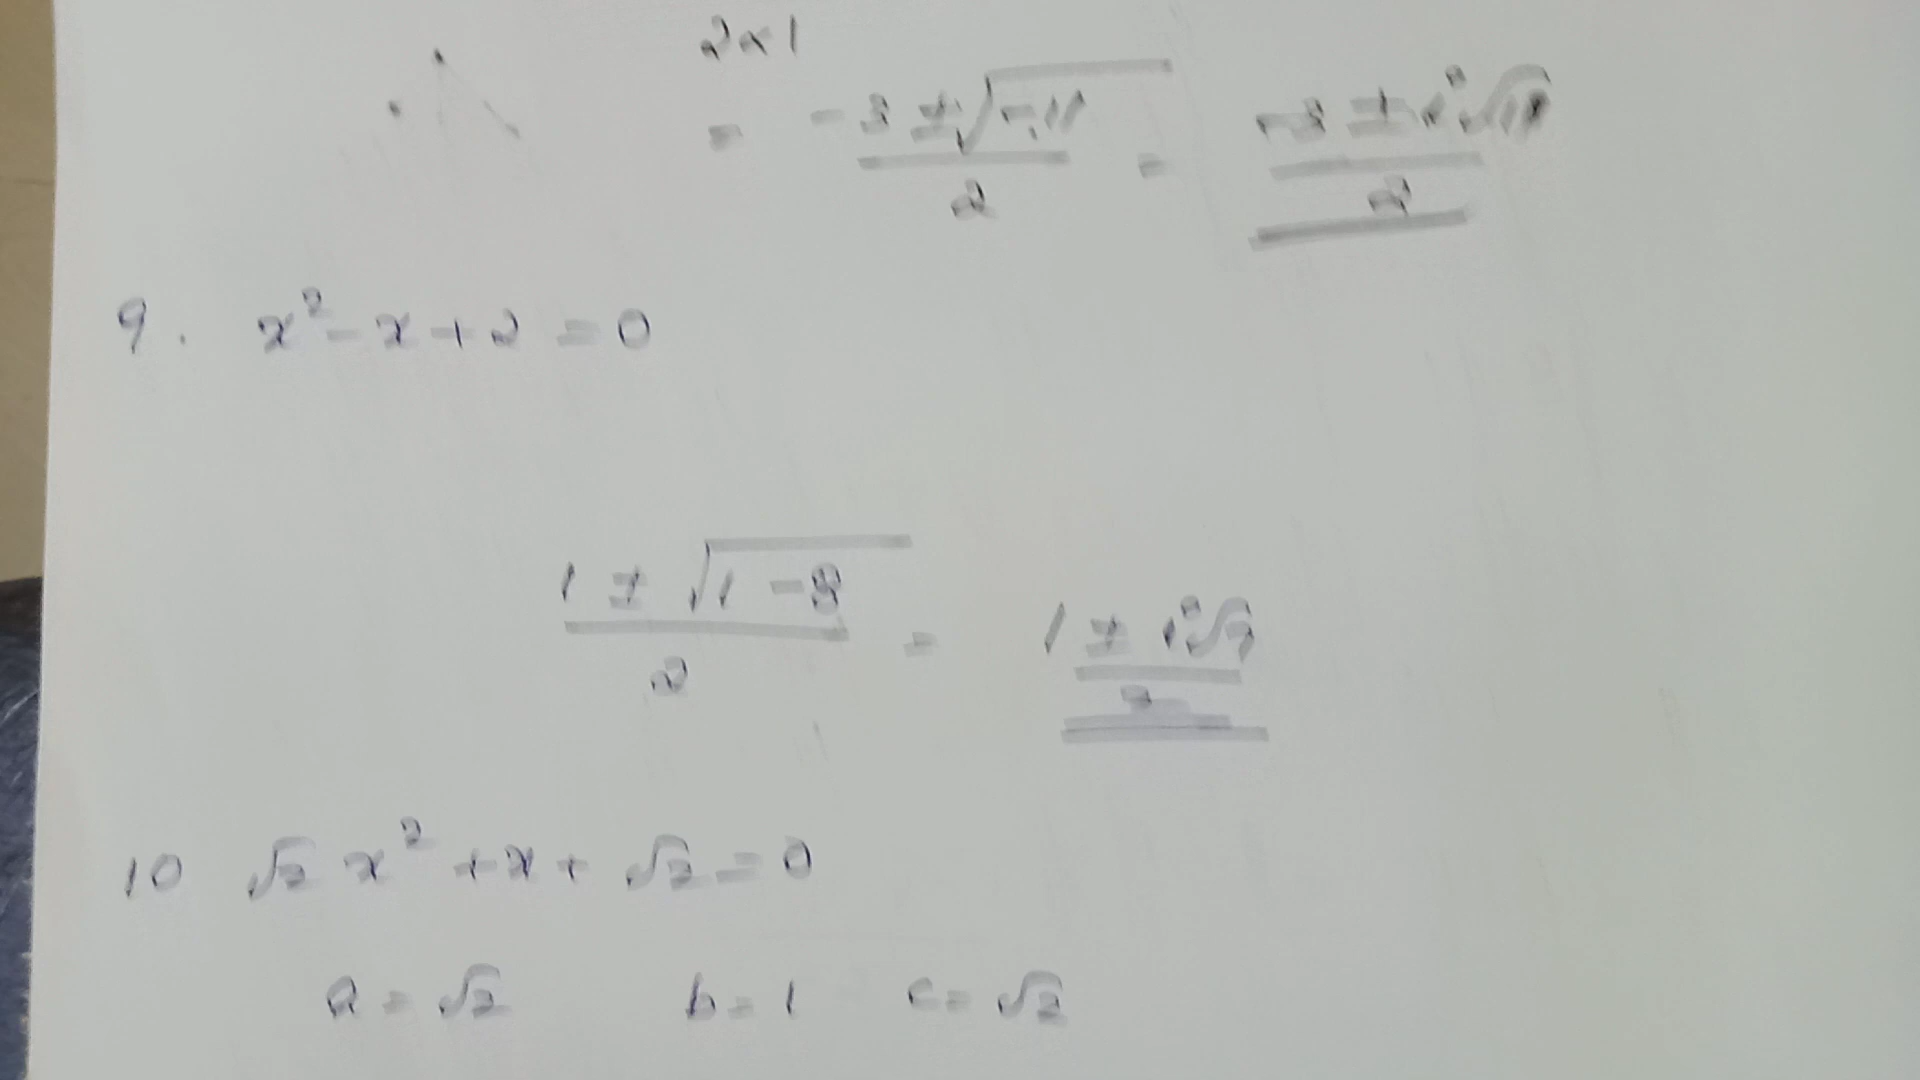 2×1
= -3 ± √-11 / 2 = -3 ± i√11 / 2
9. x² - x + 2 = 0
1 ± √1 - 8 / 2 = 1 ± i√7 / 2
10 √2 x² + x + √2 = 0
a = √2 b = 1 c = √2